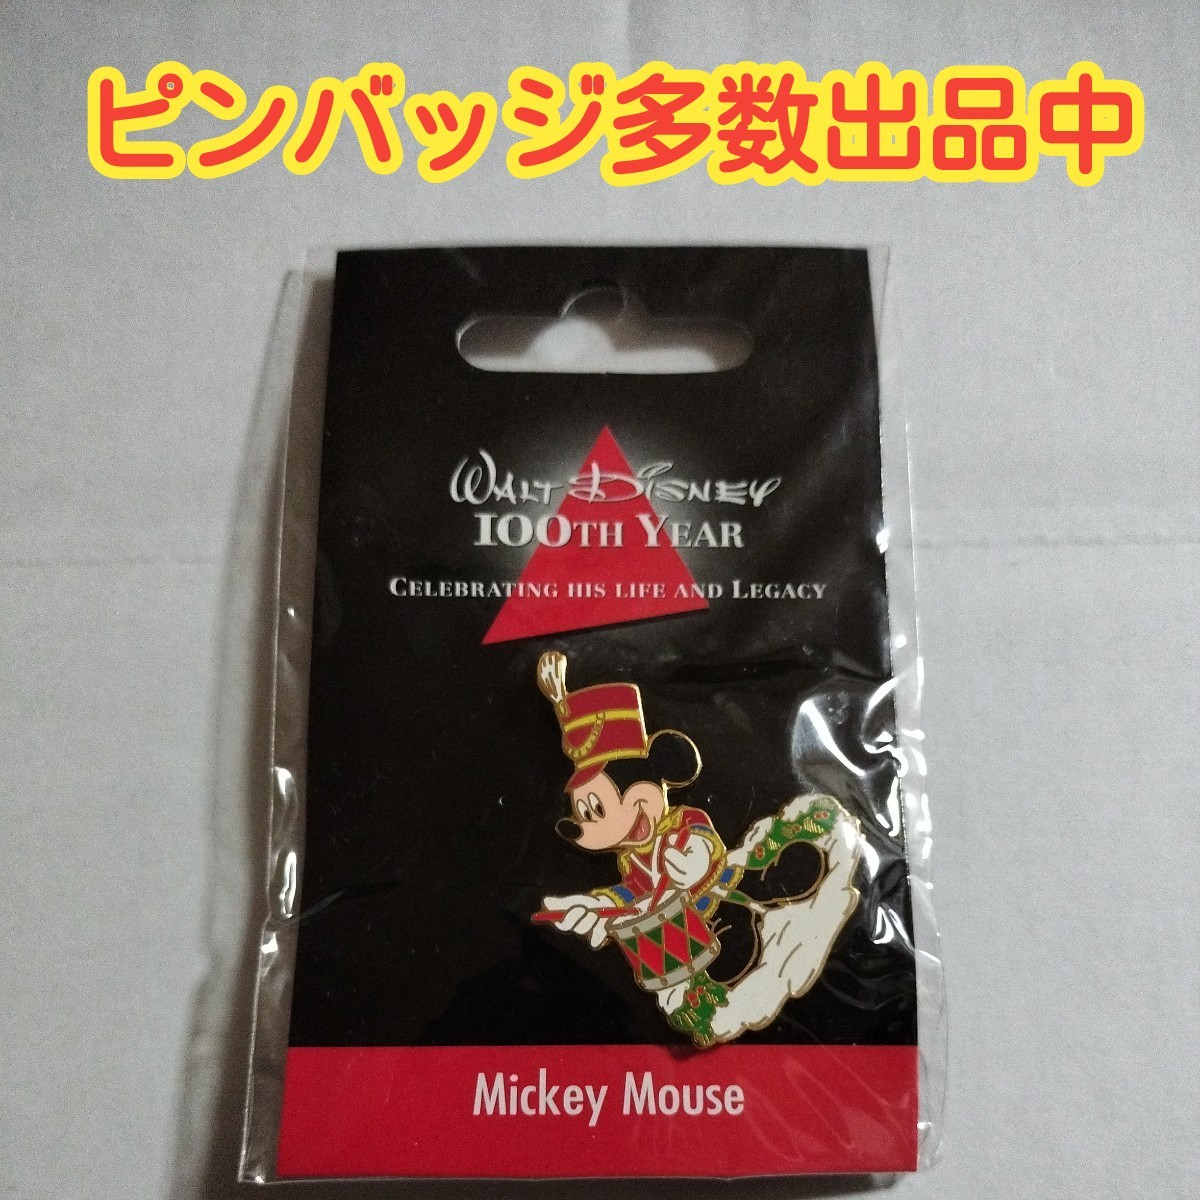 ピンバッジ多数出品中
WALT DISNEY
100TH YEAR
CELEBRATING HIS LIFE AND LEGACY
Mickey Mouse